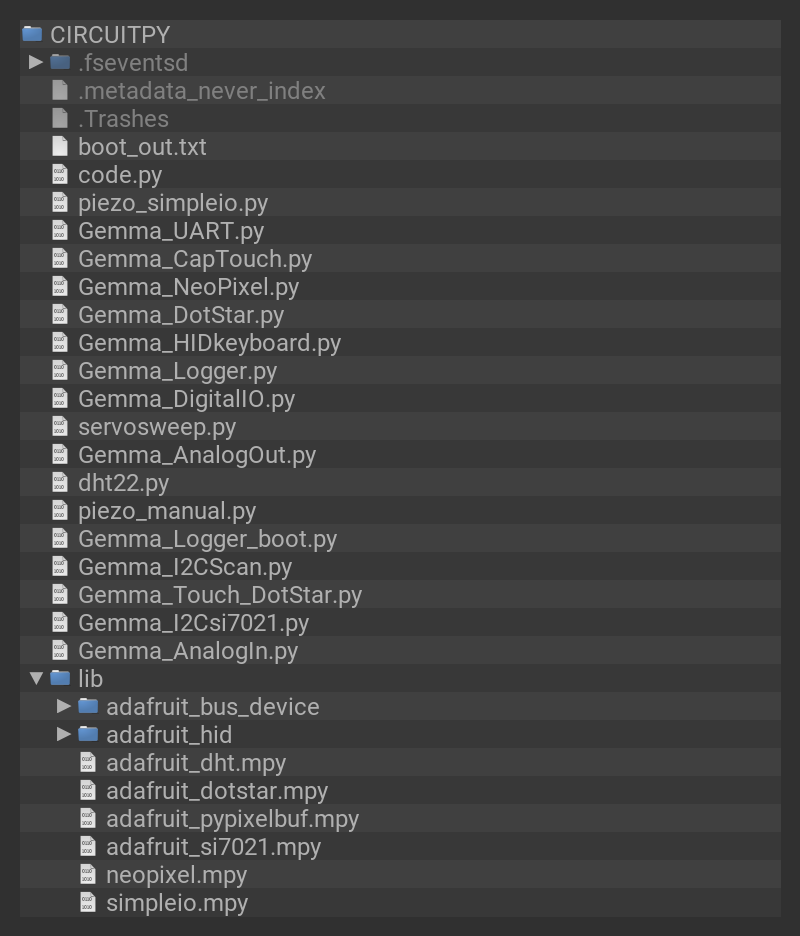 CIRCUITPY
.fseventsd
.metadata_never_index
.Trashes
boot_out.txt
code.py
piezo_simpleio.py
Gemma_UART.py
Gemma_CapTouch.py
Gemma_NeoPixel.py
Gemma_DotStar.py
Gemma_HIDkeyboard.py
Gemma_Logger.py
Gemma_DigitalIO.py
servosweep.py
Gemma_AnalogOut.py
dht22.py
piezo_manual.py
Gemma_Logger_boot.py
Gemma_I2CScan.py
Gemma_Touch_DotStar.py
Gemma_I2Csi7021.py
Gemma_AnalogIn.py
lib
adafruit_bus_device
adafruit_hid
adafruit_dht.mpy
adafruit_dotstar.mpy
adafruit_pypixelbuf.mpy
adafruit_si7021.mpy
neopixel.mpy
simpleio.mpy